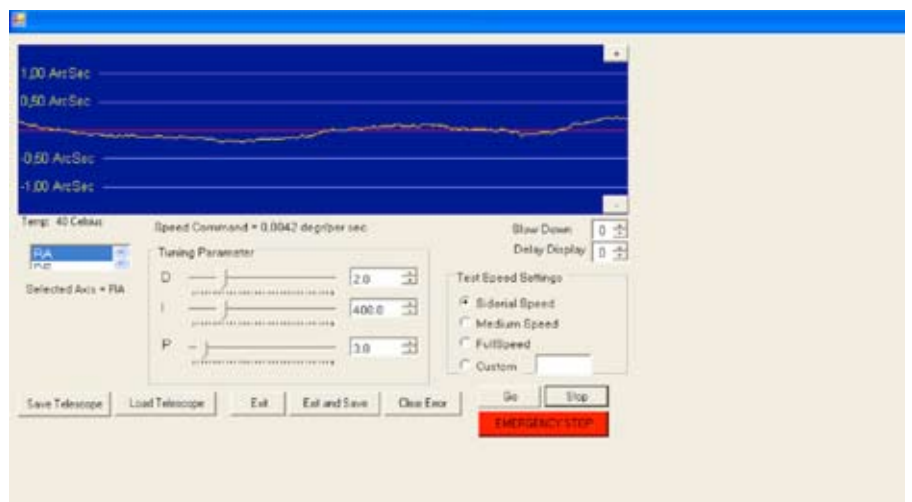 +
1,00 ArcSec
0,50 ArcSec
-0,50 ArcSec
-1,00 ArcSec
-
Temp: 40 Celsius
Speed Command = 0,0042 degr/per sec
Slow Down 0
Delay Display 0
RA
Selected Axis = RA
Tuning Parameter
D 2.0
I 400.0
P 3.0
Test Speed Settings
Siderial Speed
Medium Speed
FullSpeed
Custom
Save Telescope Load Telescope Exit Exit and Save Clear Error Go Stop
EMERGENCY STOP